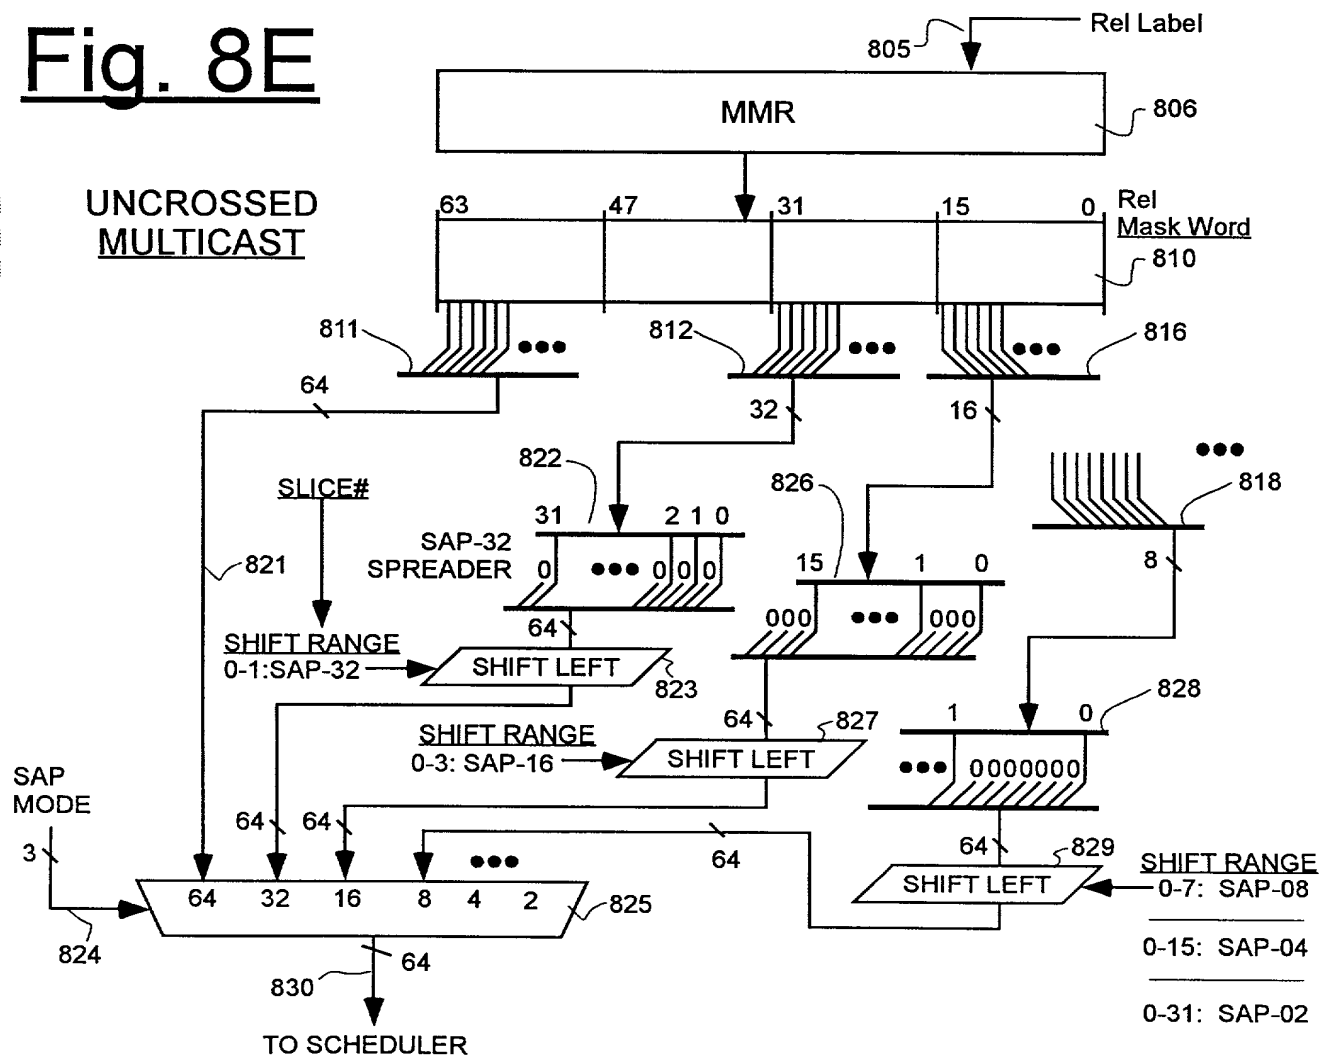 Fig. 8E
805
Rel Label
MMR
806
UNCROSSED
MULTICAST
63 47 31 15 0
Rel
Mask Word
810
811
812
816
64
32
16
822
826
818
SLICE#
31 2 1 0
SAP-32
SPREADER
0 0 0 0
15 1 0
8
821
000 000
64
SHIFT RANGE
0-1:SAP-32
SHIFT LEFT
823
828
1 0
64
827
SHIFT RANGE
0-3: SAP-16
SHIFT LEFT
0000000
SAP
MODE
3
64
64
64
64
829
SHIFT RANGE
SHIFT LEFT
0-7: SAP-08
64 32 16 8 4 2
825
824
0-15: SAP-04
64
830
0-31: SAP-02
TO SCHEDULER